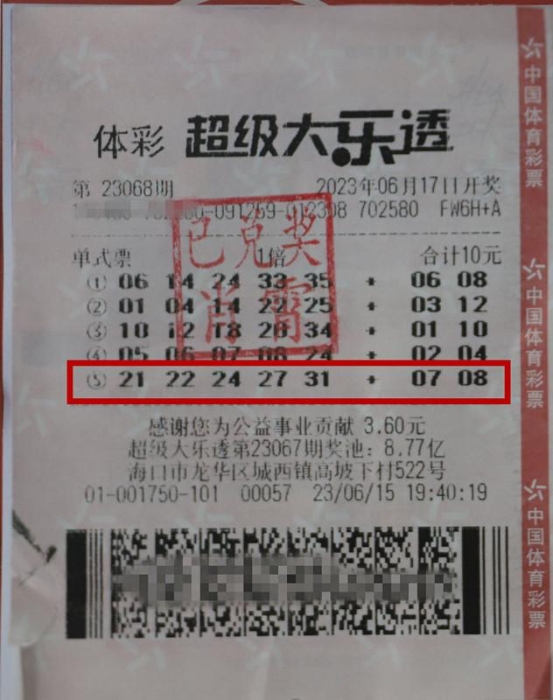 体彩 超级大乐透
第 23068期 2023年06月17日开奖
-091259-012308 702580 FW6H+A
单式票 1倍 合计10元
① 06 14 24 33 35 + 06 08
② 01 04 14 22 25 + 03 12
③ 10 12 18 28 34 + 01 10
④ 05 06 07 08 24 + 02 04
⑤ 21 22 24 27 31 + 07 08
已兑奖
肖霄
感谢您为公益事业贡献 3.60元
超级大乐透第23067期奖池: 8.77亿
海口市龙华区城西镇高坡下村522号
01-001750-101 00057 23/06/15 19:40:19
中国体育彩票
中国体育彩票
中国体育彩票